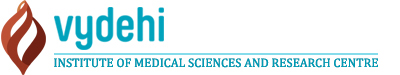 vydehi
INSTITUTE OF MEDICAL SCIENCES AND RESEARCH CENTRE